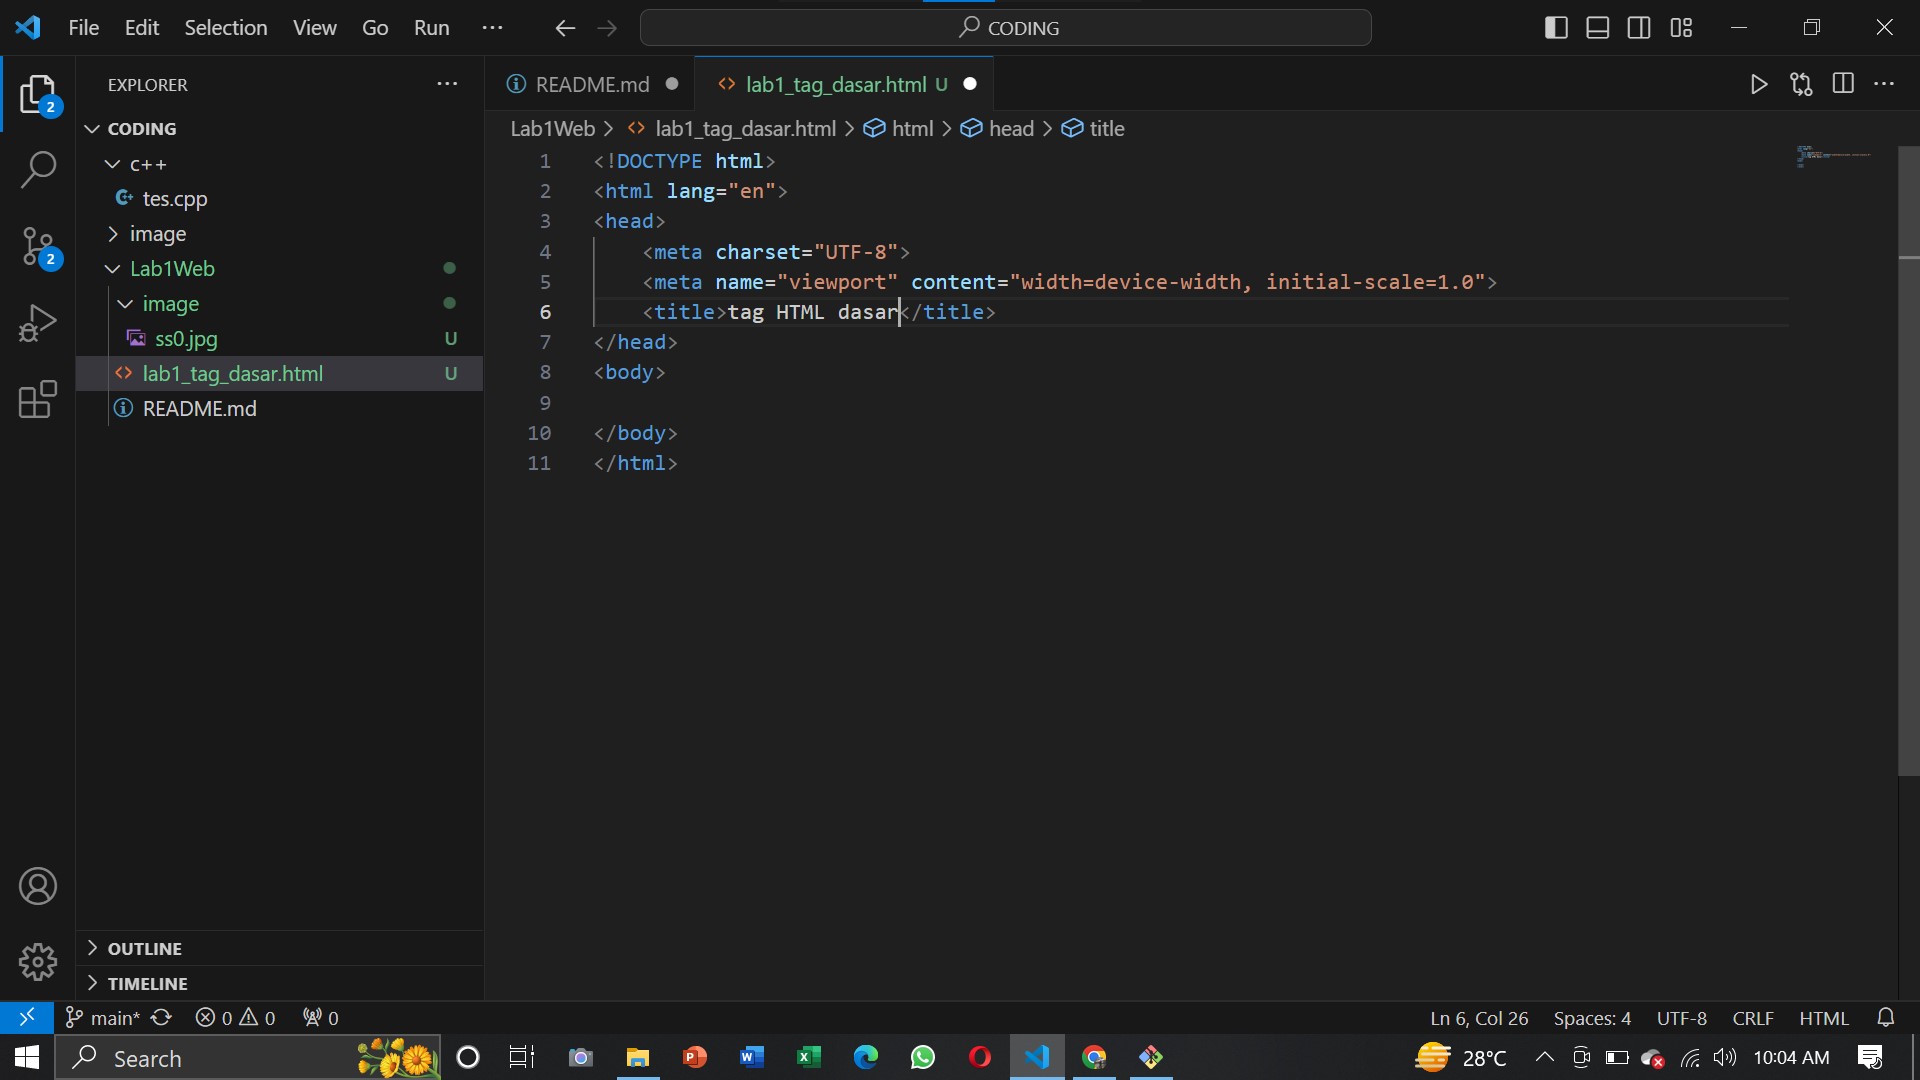 File Edit Selection View Go Run ··· CODING
EXPLORER ···
CODING
c++
tes.cpp
image
Lab1Web
image
ss0.jpg U
lab1_tag_dasar.html U
README.md
OUTLINE
TIMELINE
2
2
README.md lab1_tag_dasar.html U
Lab1Web > lab1_tag_dasar.html > html > head > title
1 <!DOCTYPE html>
2 <html lang="en">
3 <head>
4 <meta charset="UTF-8">
5 <meta name="viewport" content="width=device-width, initial-scale=1.0">
6 <title>tag HTML dasar</title>
7 </head>
8 <body>
9
10 </body>
11 </html>
main* 0 0 0 Ln 6, Col 26 Spaces: 4 UTF-8 CRLF HTML
Search 28°C 10:04 AM